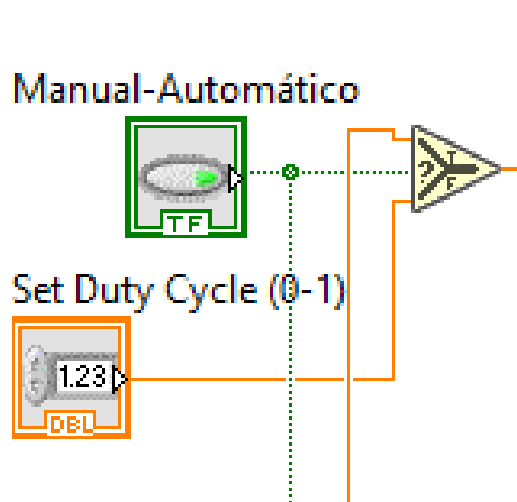 Manual-Automático
T
?
F
TF
Set Duty Cycle (0-1)
1.23
DBL